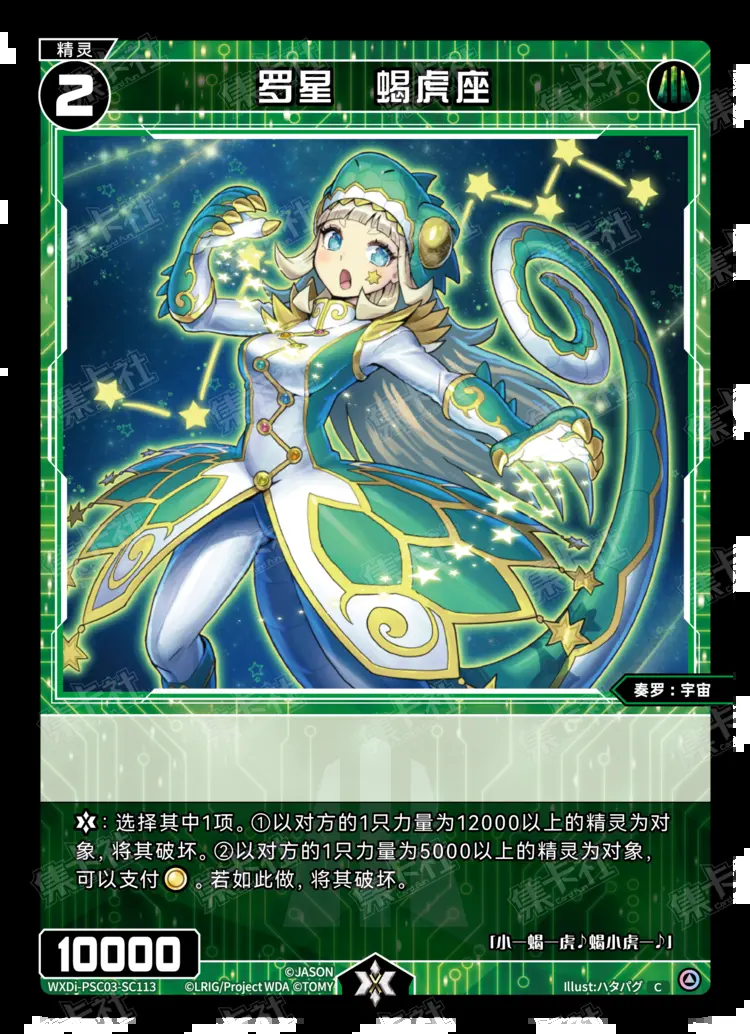 精灵
2
罗星 蝎虎座
奏罗：宇宙
：选择其中1项。①以对方的1只力量为12000以上的精灵为对
象，将其破坏。②以对方的1只力量为5000以上的精灵为对象，
可以支付 。若如此做，将其破坏。
「小—蝎—虎♪蝎小虎—♪」
10000
©JASON
WXDi-PSC03-SC113 ©LRIG/Project WDA ©TOMY Illust:ハタパグ C
集卡社